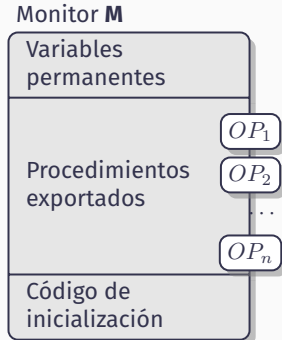 Monitor M
Variables
permanentes
OP₁
Procedimientos
exportados
OP₂
...
OPₙ
Código de
inicialización